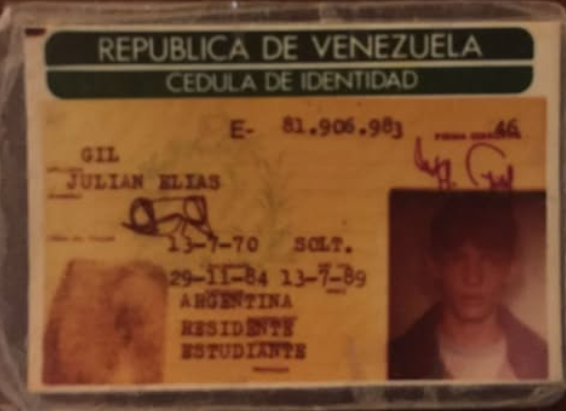 REPUBLICA DE VENEZUELA
CEDULA DE IDENTIDAD
E- 81.906.983 46
GIL
JULIAN ELIAS
13-7-70 SOLT.
29-11-84 13-7-89
ARGENTINA
RESIDENTE
ESTUDIANTE